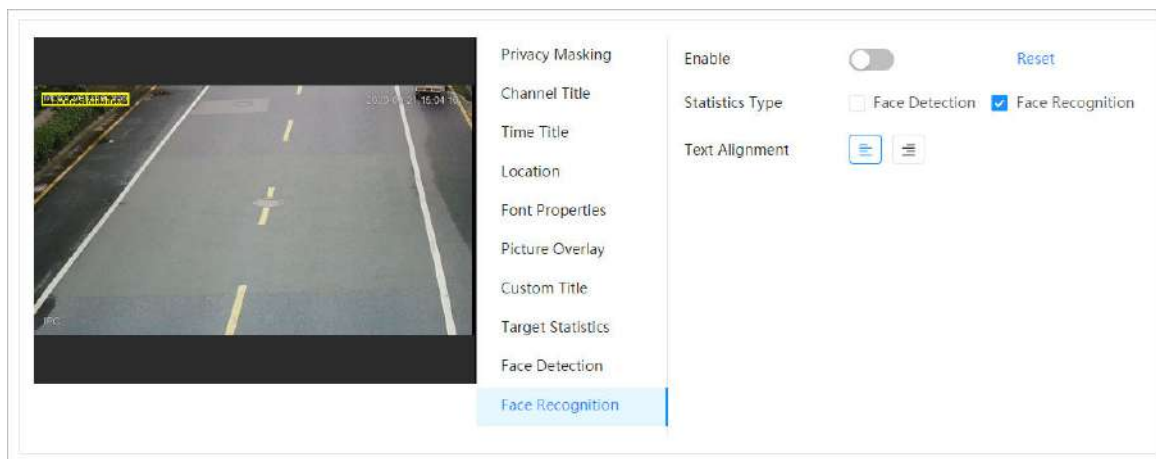 Privacy Masking
Channel Title
Time Title
Location
Font Properties
Picture Overlay
Custom Title
Target Statistics
Face Detection
Face Recognition
Enable
Reset
Statistics Type
Face Detection
Face Recognition
Text Alignment
IPC